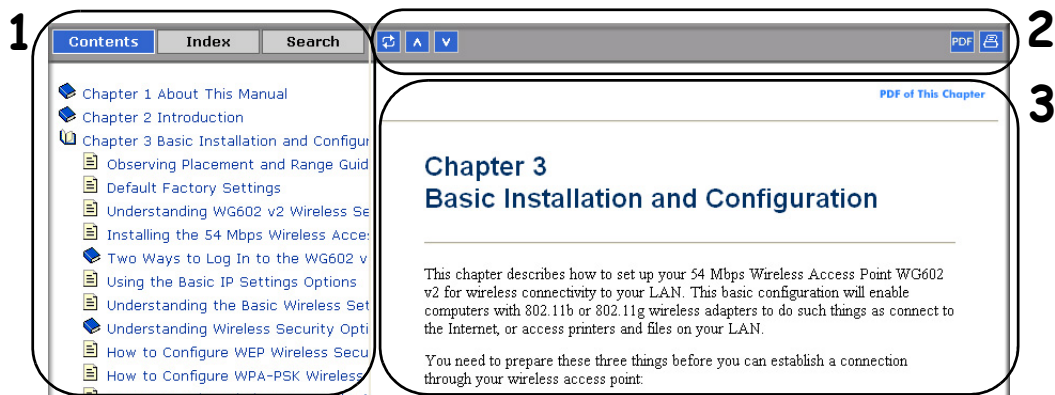 1
Contents Index Search
Chapter 1 About This Manual
Chapter 2 Introduction
Chapter 3 Basic Installation and Configur
Observing Placement and Range Guid
Default Factory Settings
Understanding WG602 v2 Wireless Se
Installing the 54 Mbps Wireless Acce
Two Ways to Log In to the WG602 v
Using the Basic IP Settings Options
Understanding the Basic Wireless Set
Understanding Wireless Security Opti
How to Configure WEP Wireless Secu
How to Configure WPA-PSK Wireless
2
PDF
3
PDF of This Chapter
Chapter 3
Basic Installation and Configuration
This chapter describes how to set up your 54 Mbps Wireless Access Point WG602
v2 for wireless connectivity to your LAN. This basic configuration will enable
computers with 802.11b or 802.11g wireless adapters to do such things as connect to
the Internet, or access printers and files on your LAN.
You need to prepare these three things before you can establish a connection
through your wireless access point: